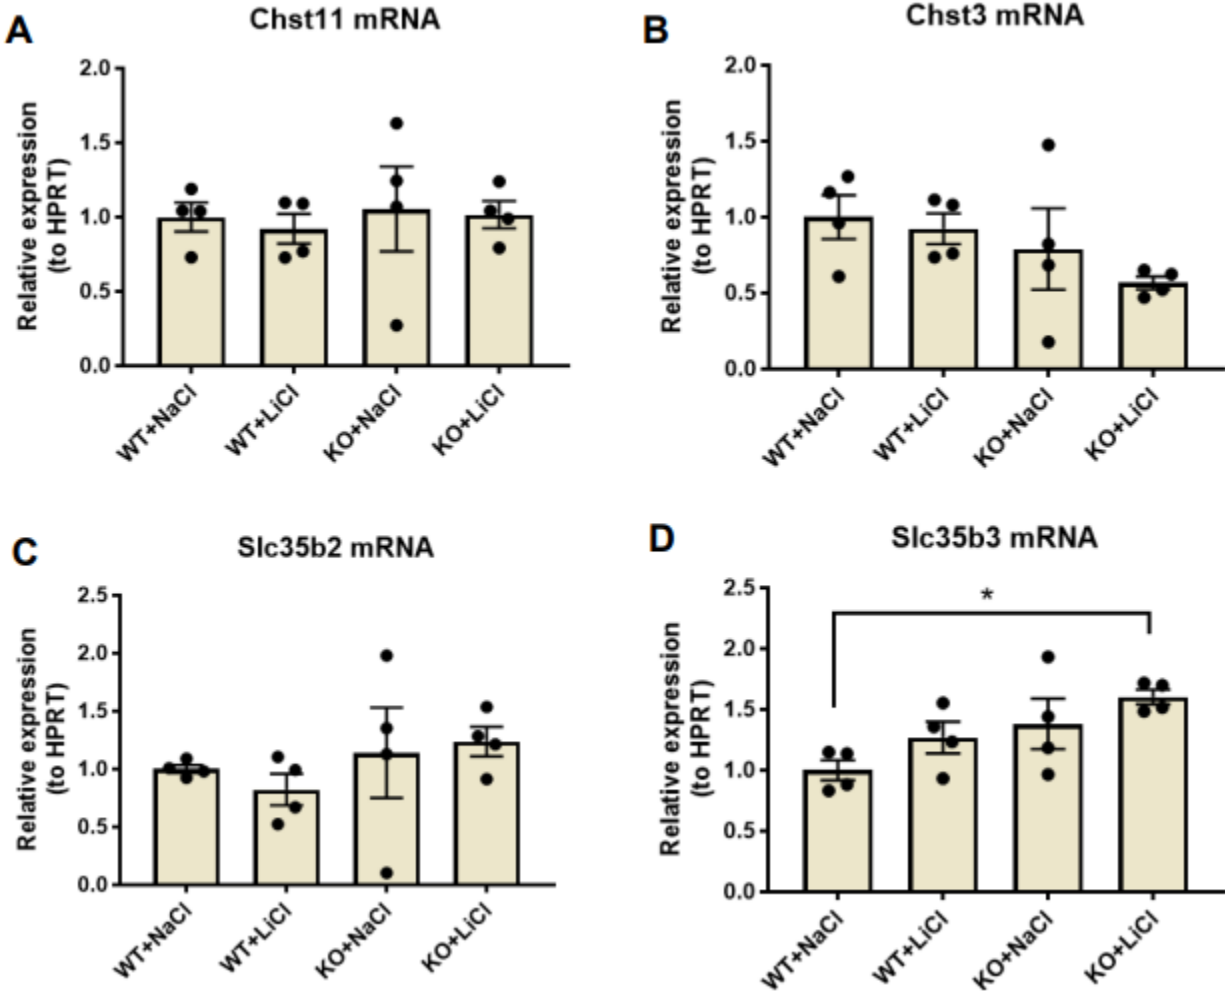 A
Chst11 mRNA
Relative expression
(to HPRT)
2.0
1.5
1.0
0.5
0.0
WT+NaCl
WT+LiCl
KO+NaCl
KO+LiCl
B
Chst3 mRNA
Relative expression
(to HPRT)
2.0
1.5
1.0
0.5
0.0
WT+NaCl
WT+LiCl
KO+NaCl
KO+LiCl
C
Slc35b2 mRNA
Relative expression
(to HPRT)
2.5
2.0
1.5
1.0
0.5
0.0
WT+NaCl
WT+LiCl
KO+NaCl
KO+LiCl
D
Slc35b3 mRNA
Relative expression
(to HPRT)
2.5
2.0
1.5
1.0
0.5
0.0
*
WT+NaCl
WT+LiCl
KO+NaCl
KO+LiCl